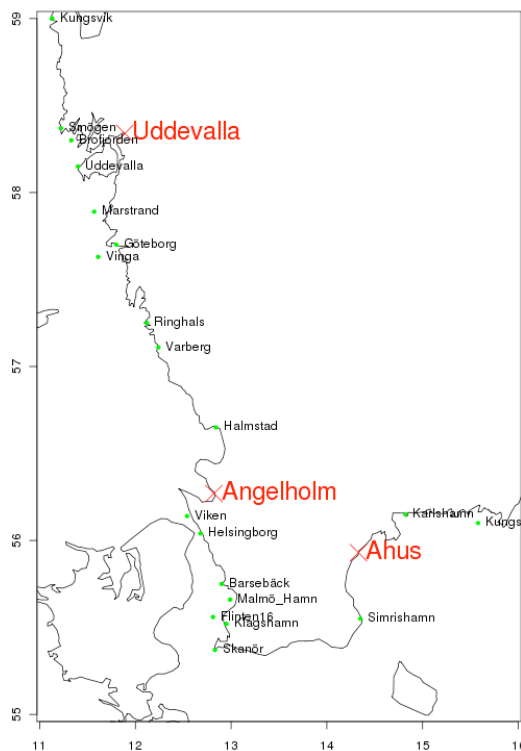 59
Kungsvik
Smögen
Uddevalla
Brofjorden
Uddevalla
58
Marstrand
Göteborg
Vinga
Ringhals
Varberg
57
Halmstad
Angelholm
Viken
Karlshamn
Kungs
56
Helsingborg
Ahus
Barsebäck
Malmö_Hamn
Flinten16
Klagshamn
Simrishamn
Skanör
55
11 12 13 14 15 16